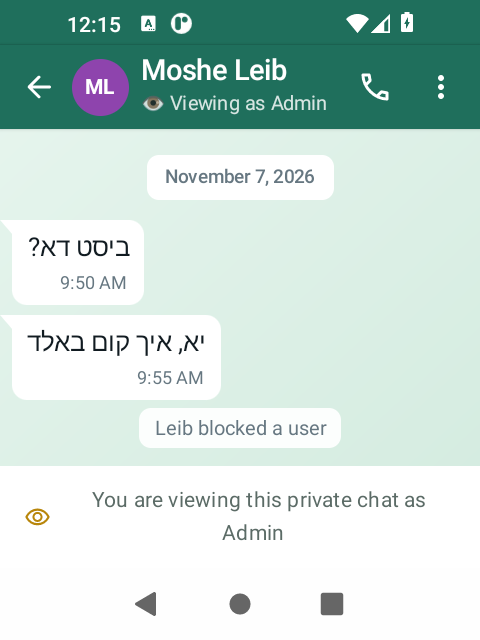 12:15
ML
Moshe Leib
Viewing as Admin
November 7, 2026
ביסט דא?
9:50 AM
יא, איך קום באלד
9:55 AM
Leib blocked a user
You are viewing this private chat as
Admin